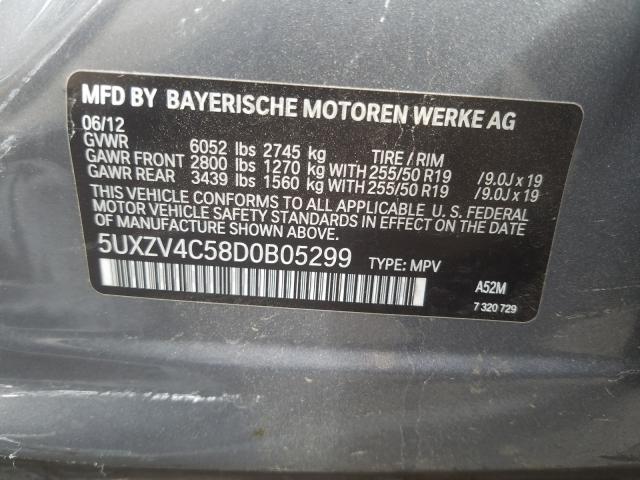 MFD BY BAYERISCHE MOTOREN WERKE AG
06/12
GVWR 6052 lbs 2745 kg TIRE / RIM
GAWR FRONT 2800 lbs 1270 kg WITH 255/50 R19 /9.0J x 19
GAWR REAR 3439 lbs 1560 kg WITH 255/50 R19 /9.0J x 19
THIS VEHICLE CONFORMS TO ALL APPLICABLE U. S. FEDERAL
MOTOR VEHICLE SAFETY STANDARDS IN EFFECT ON THE DATE
OF MANUFACTURE SHOWN ABOVE.
5UXZV4C58D0B05299 TYPE: MPV
A52M
7 320 729